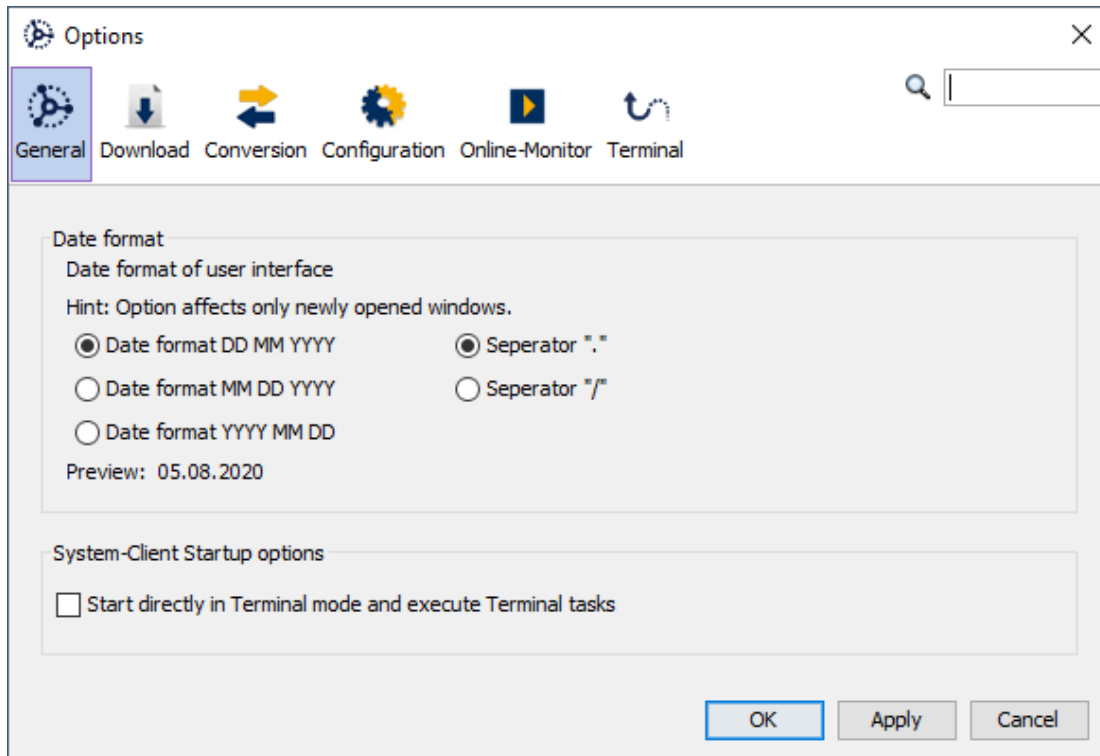 Options
General Download Conversion Configuration Online-Monitor Terminal
Date format
Date format of user interface
Hint: Option affects only newly opened windows.
Date format DD MM YYYY Seperator "."
Date format MM DD YYYY Seperator "/"
Date format YYYY MM DD
Preview: 05.08.2020
System-Client Startup options
Start directly in Terminal mode and execute Terminal tasks
OK Apply Cancel